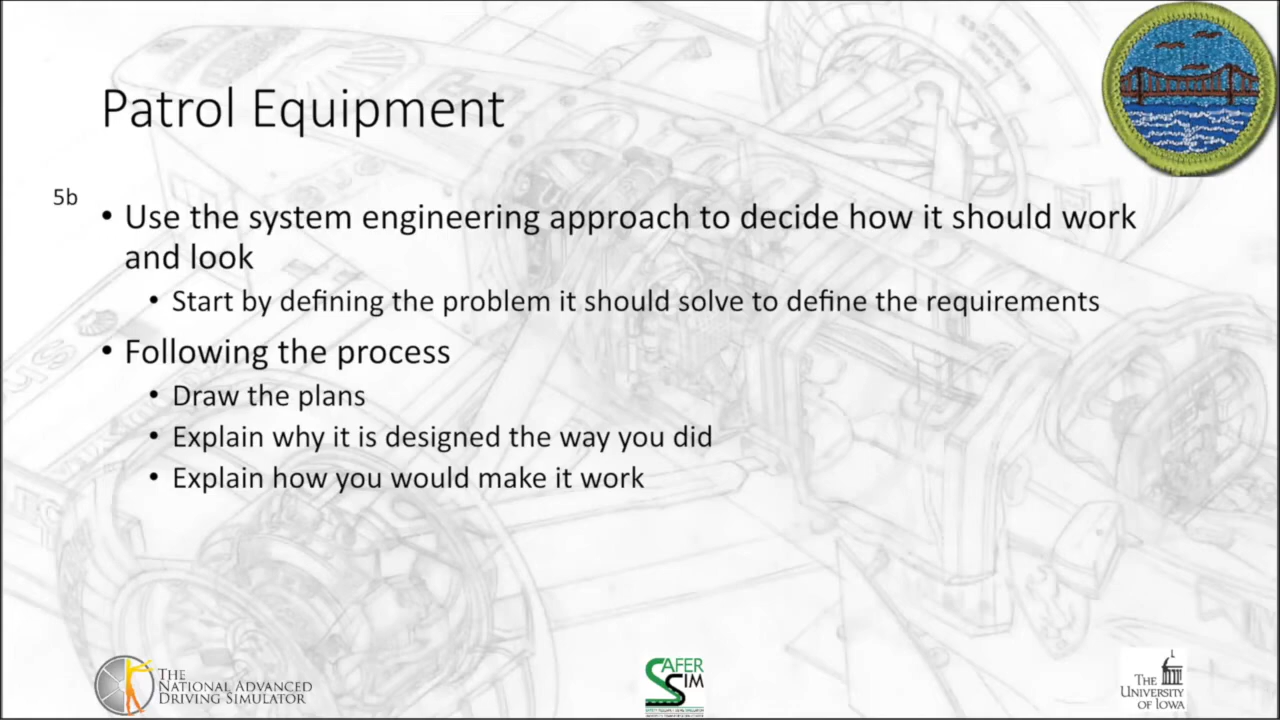 Patrol Equipment
5b
• Use the system engineering approach to decide how it should work
and look
• Start by defining the problem it should solve to define the requirements
• Following the process
• Draw the plans
• Explain why it is designed the way you did
• Explain how you would make it work
THE
NATIONAL ADVANCED
DRIVING SIMULATOR
SAFER
SIM
THE
UNIVERSITY
OF IOWA